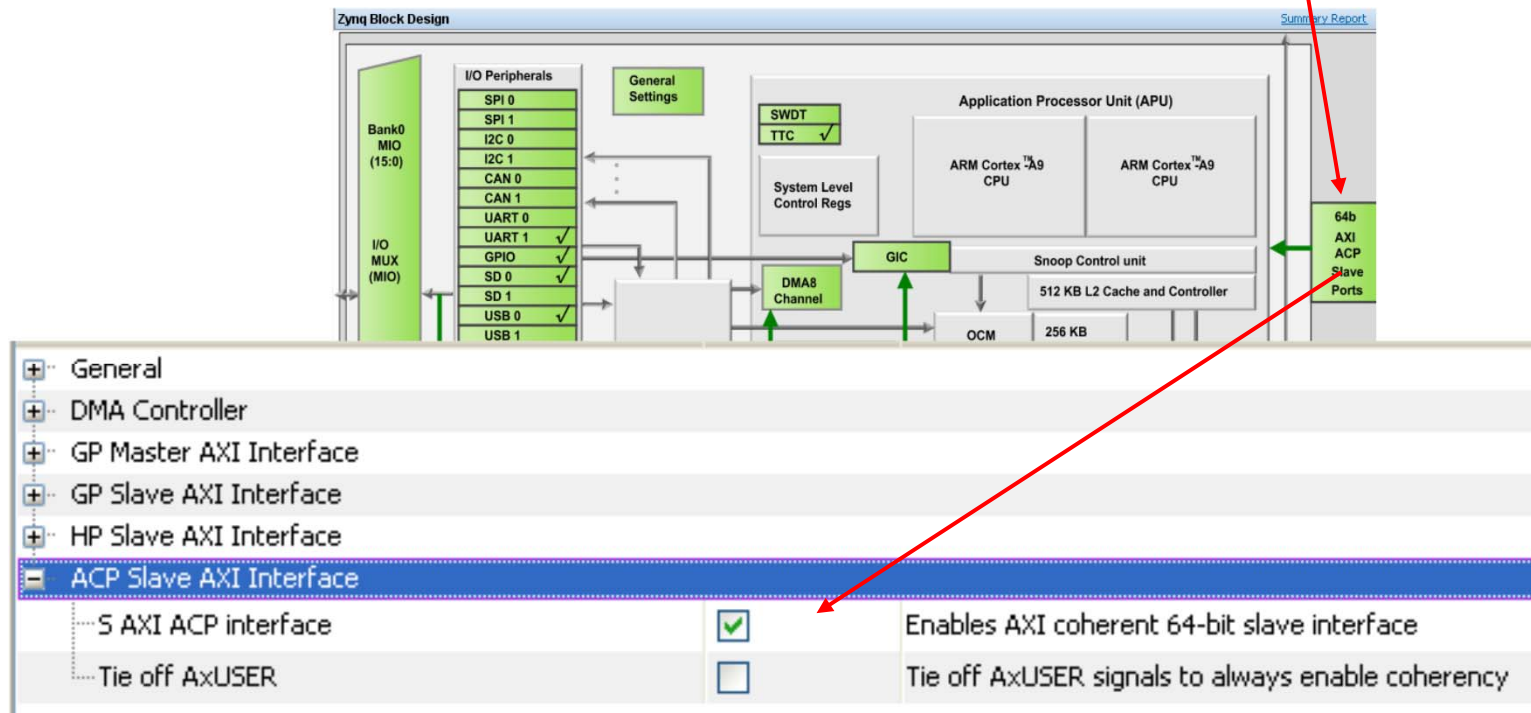 Zynq Block Design
Summary Report
I/O Peripherals
SPI 0
SPI 1
I2C 0
I2C 1
CAN 0
CAN 1
UART 0
UART 1 √
GPIO √
SD 0 √
SD 1
USB 0 √
USB 1
Bank0
MIO
(15:0)
I/O
MUX
(MIO)
General
Settings
Application Processor Unit (APU)
SWDT
TTC √
System Level
Control Regs
ARM Cortex™-A9
CPU
ARM Cortex™-A9
CPU
GIC
Snoop Control unit
DMA8
Channel
512 KB L2 Cache and Controller
OCM
256 KB
64b
AXI
ACP
Slave
Ports
General
DMA Controller
GP Master AXI Interface
GP Slave AXI Interface
HP Slave AXI Interface
ACP Slave AXI Interface
S AXI ACP interface
Enables AXI coherent 64-bit slave interface
Tie off AxUSER
Tie off AxUSER signals to always enable coherency